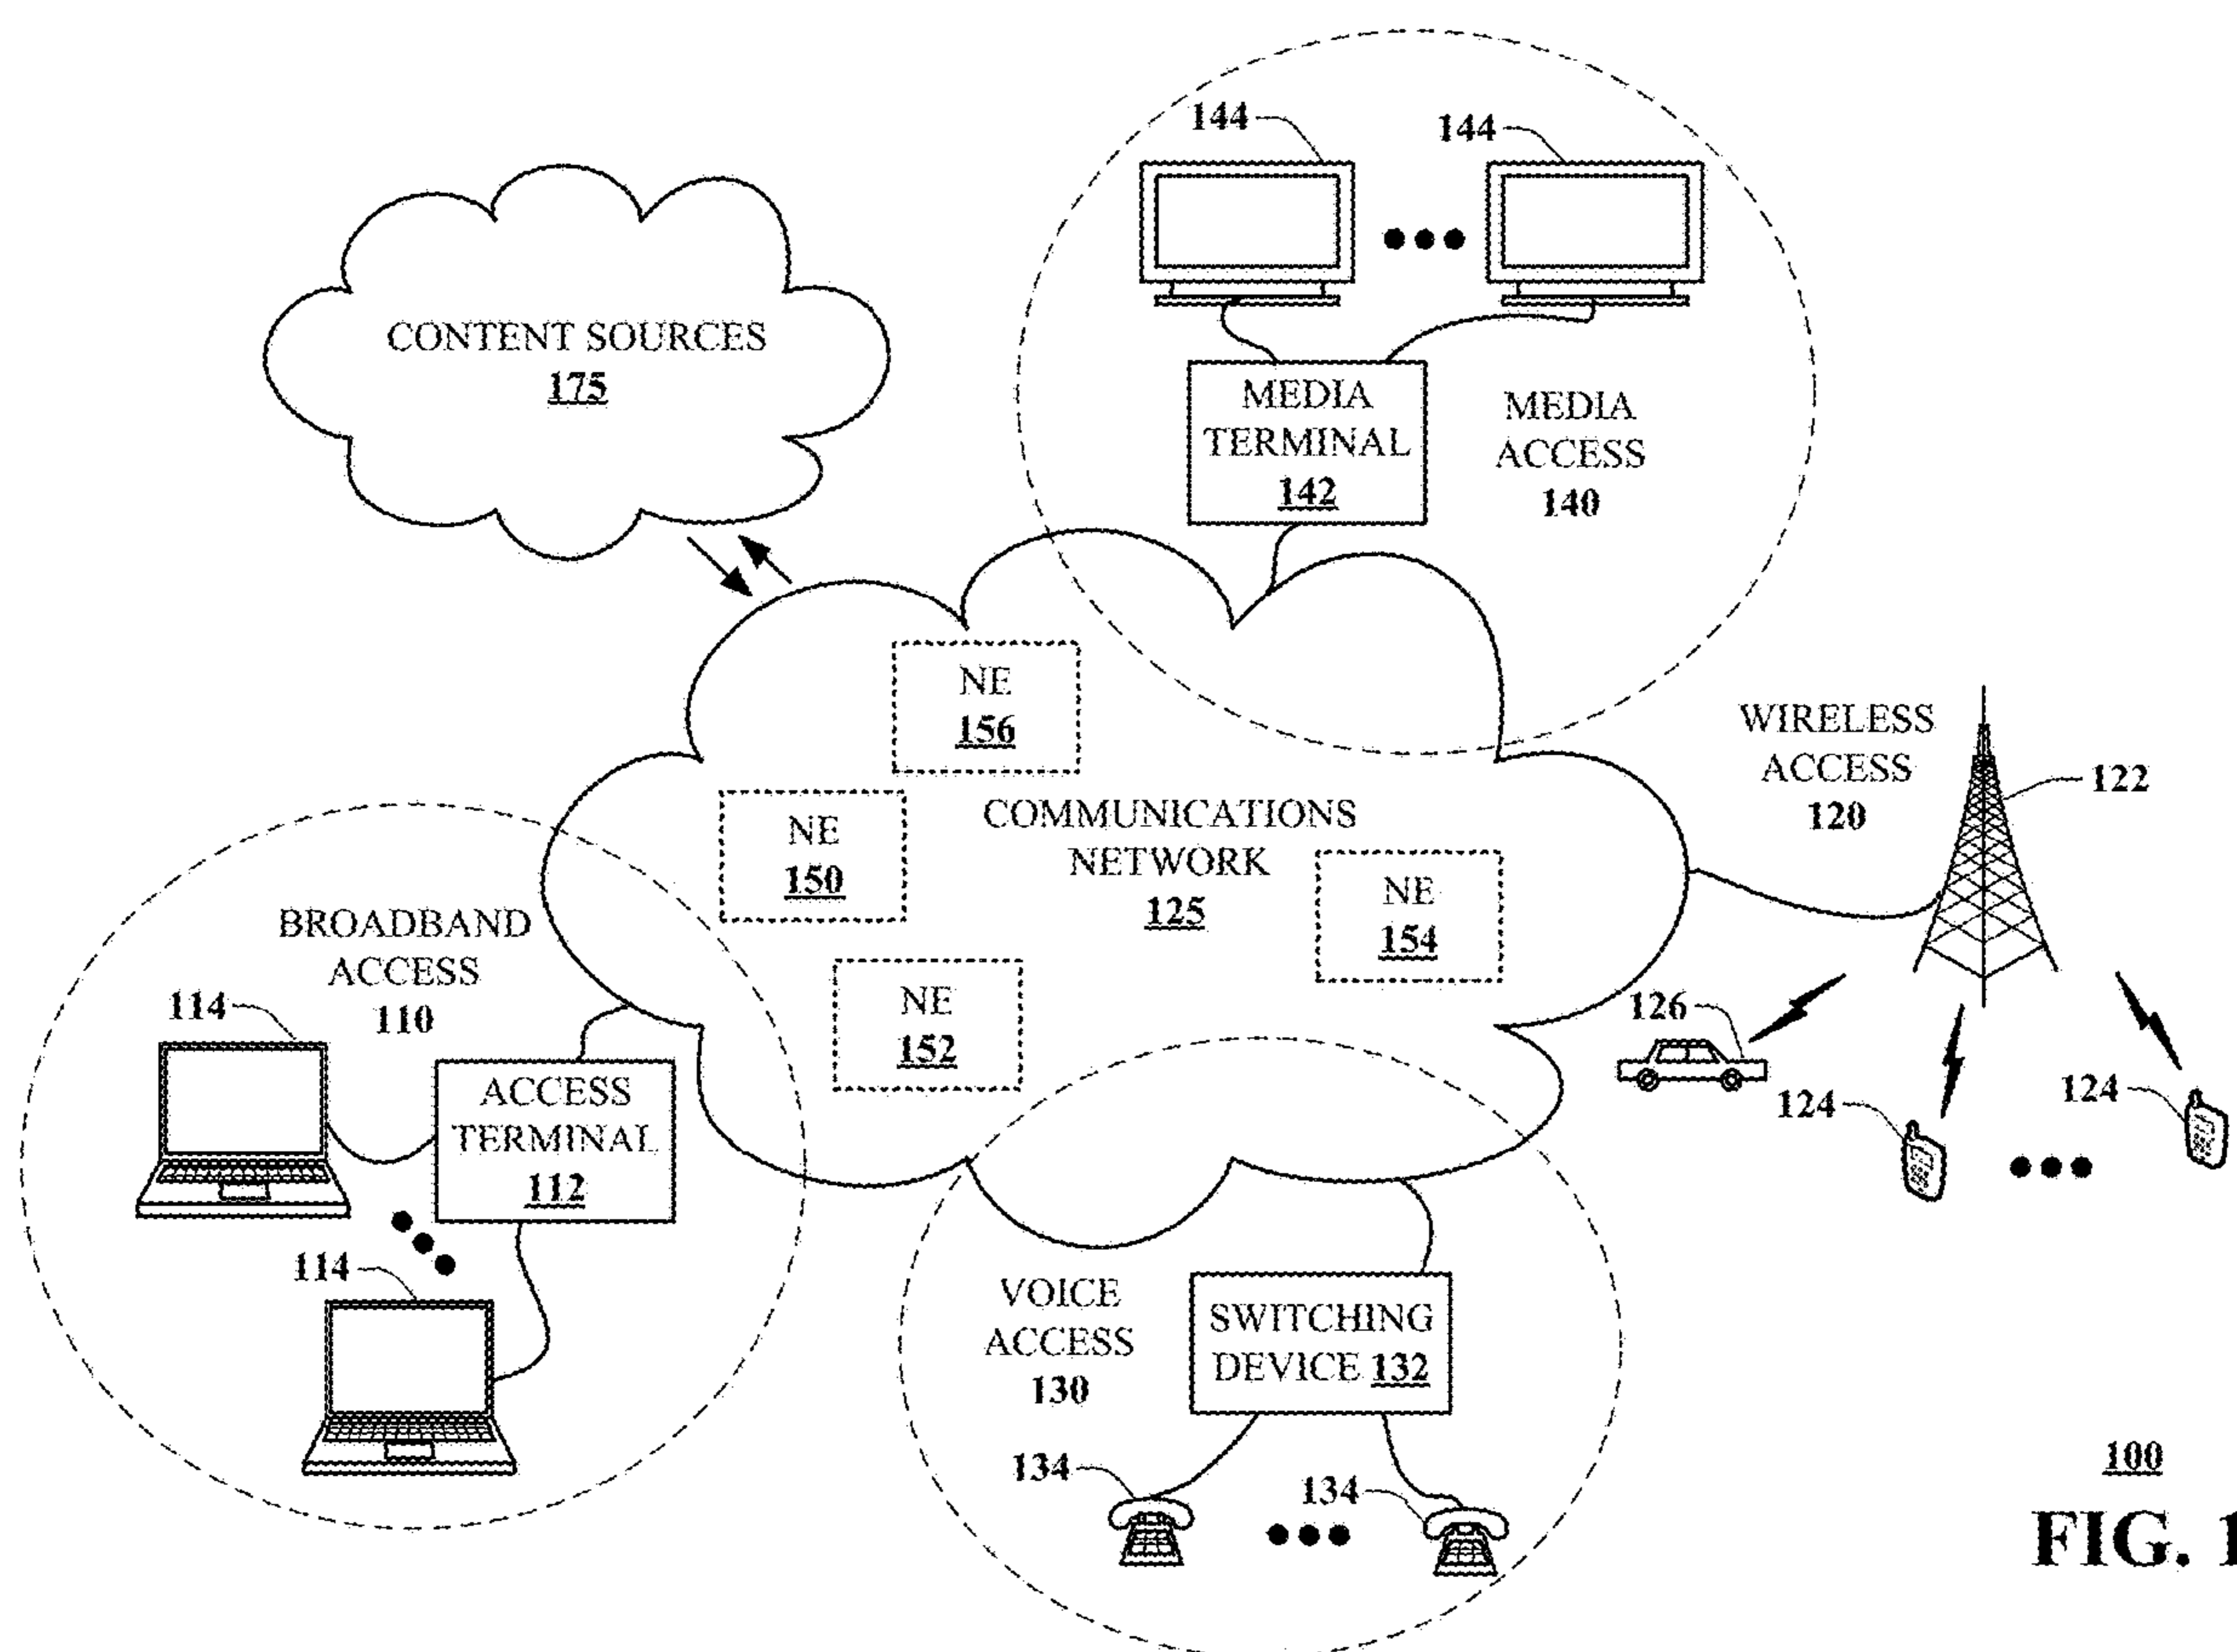 144
144
CONTENT SOURCES
175
MEDIA
TERMINAL
142
MEDIA
ACCESS
140
NE
156
WIRELESS
ACCESS
120
122
NE
150
COMMUNICATIONS
NETWORK
125
NE
154
BROADBAND
ACCESS
110
114
NE
152
126
124
124
ACCESS
TERMINAL
112
114
VOICE
ACCESS
130
SWITCHING
DEVICE 132
134
134
100
FIG. 1